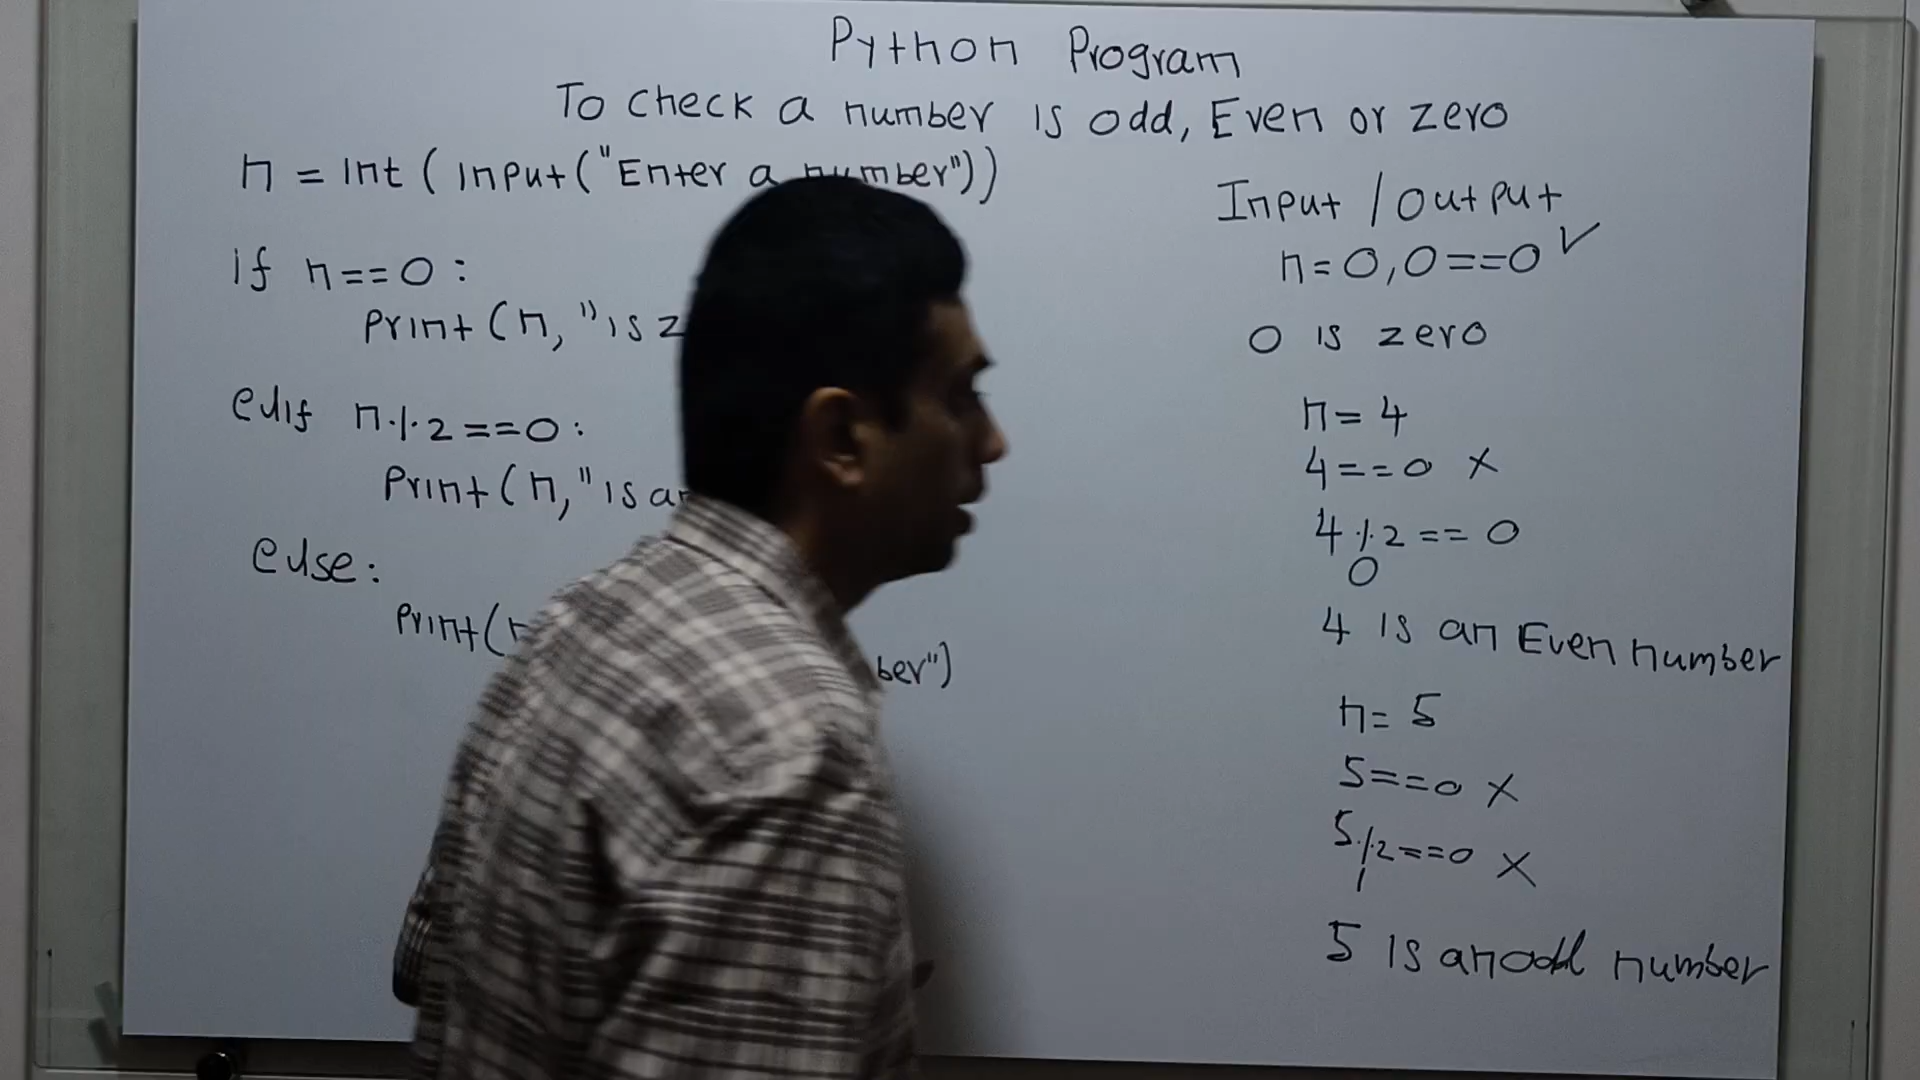 Python Program
To check a number is odd, Even or zero
n = int ( input ("Enter a number"))
if n==0 :
print (n, "is
elif n % 2 ==0 :
print (n, "is
else :
print (
ber")
Input / output
n = 0, 0 ==0 ✓
0 is zero
n = 4
4 ==0 X
4 % 2 == 0
0
4 is an Even number
n = 5
5 ==0 X
5 % 2 ==0 X
1
5 is an odd number